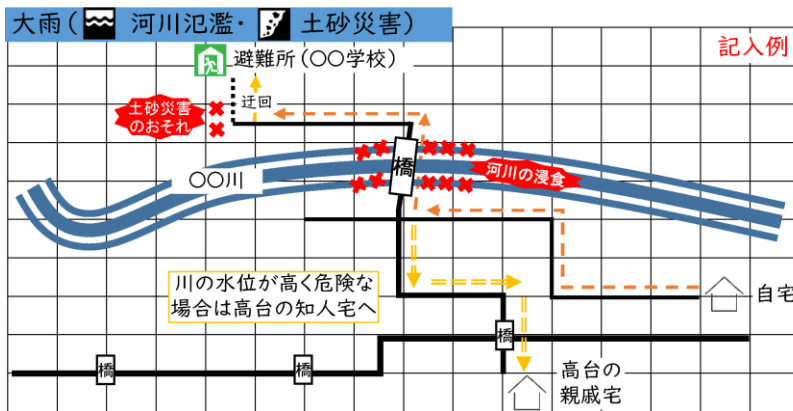 大雨(河川氾濫・土砂災害)
記入例
避難所(〇〇学校)
土砂災害
のおそれ
迂回
橋
〇〇川
河川の浸食
川の水位が高く危険な
場合は高台の知人宅へ
自宅
橋
橋
橋
高台の
親戚宅